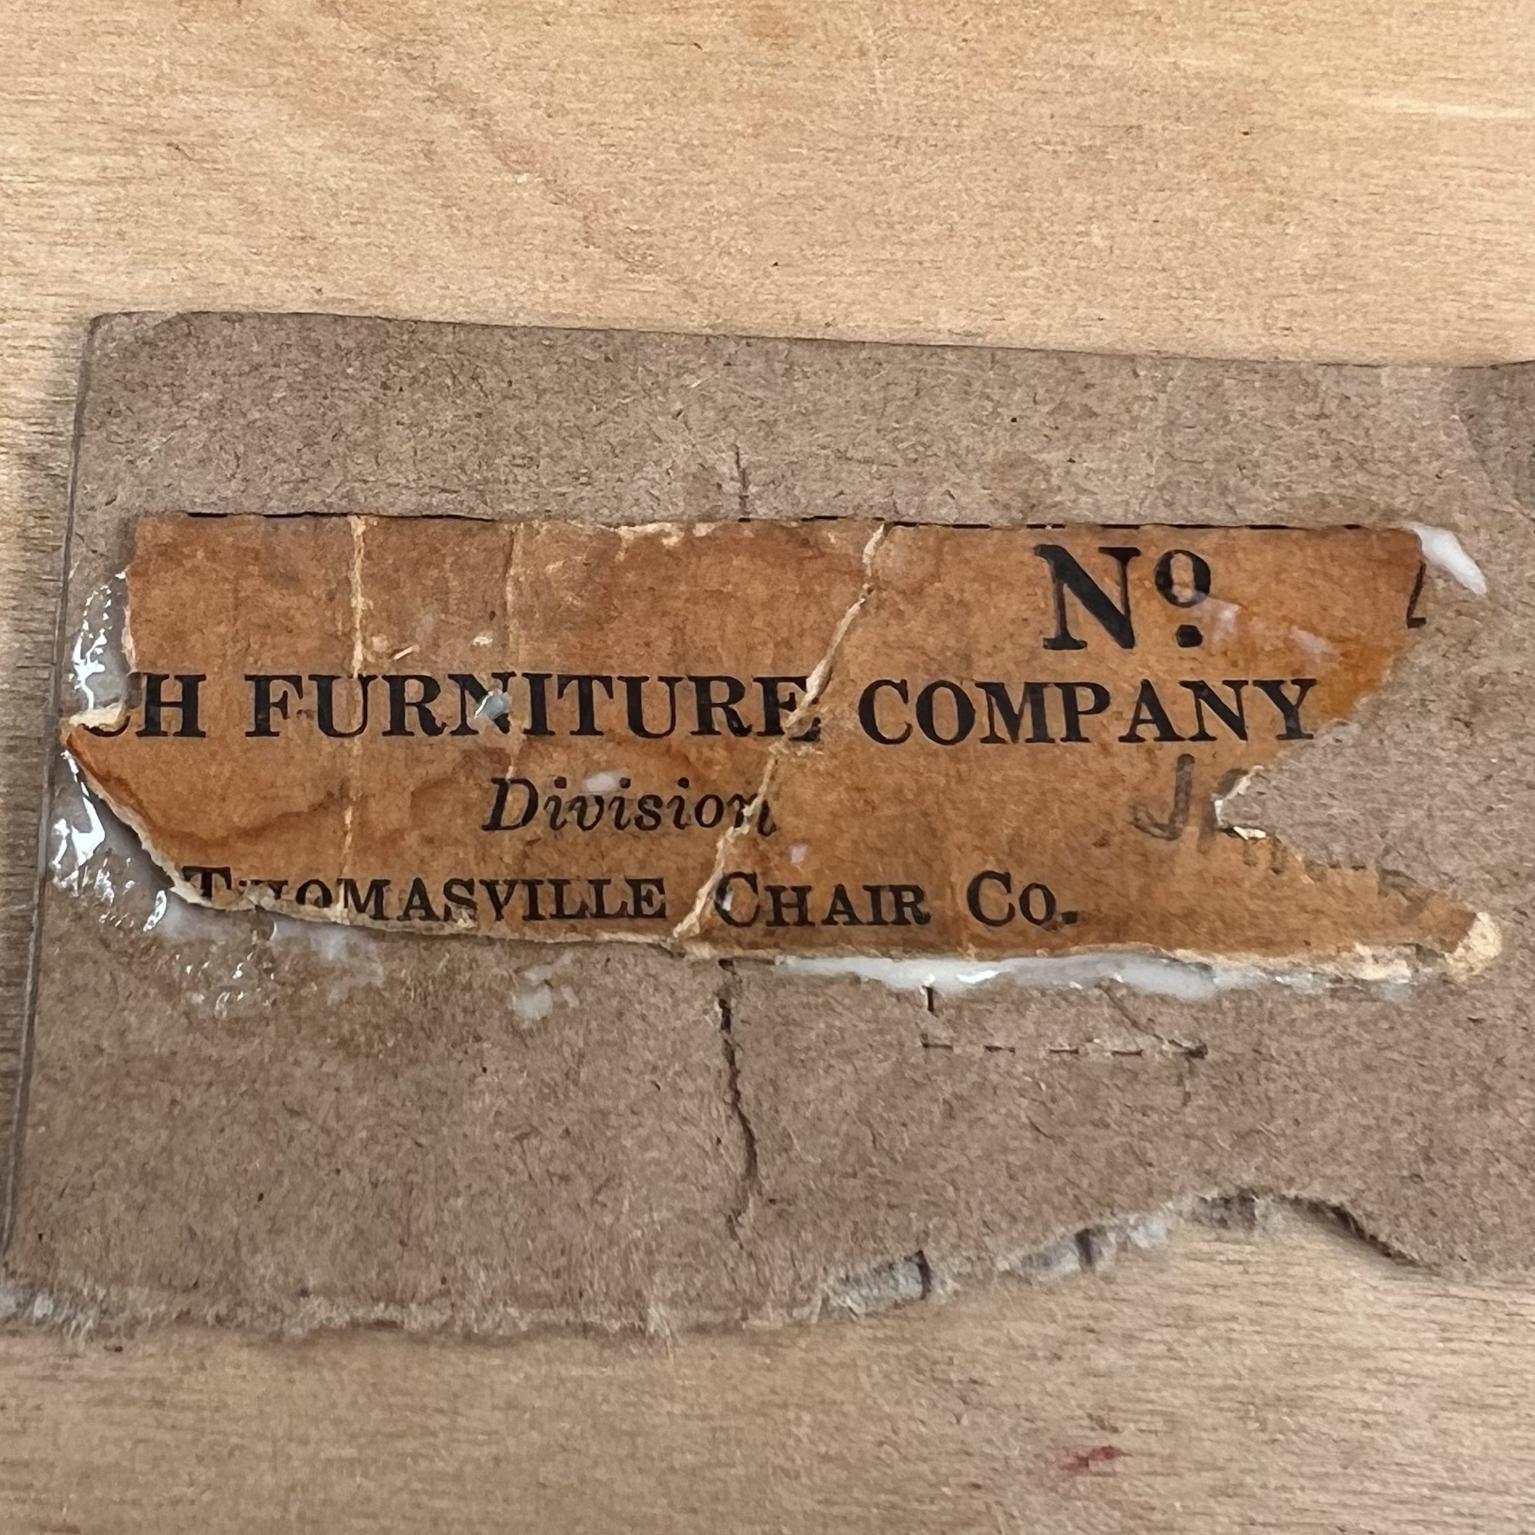 No.
CH FURNITURE COMPANY
Division
THOMASVILLE CHAIR CO.